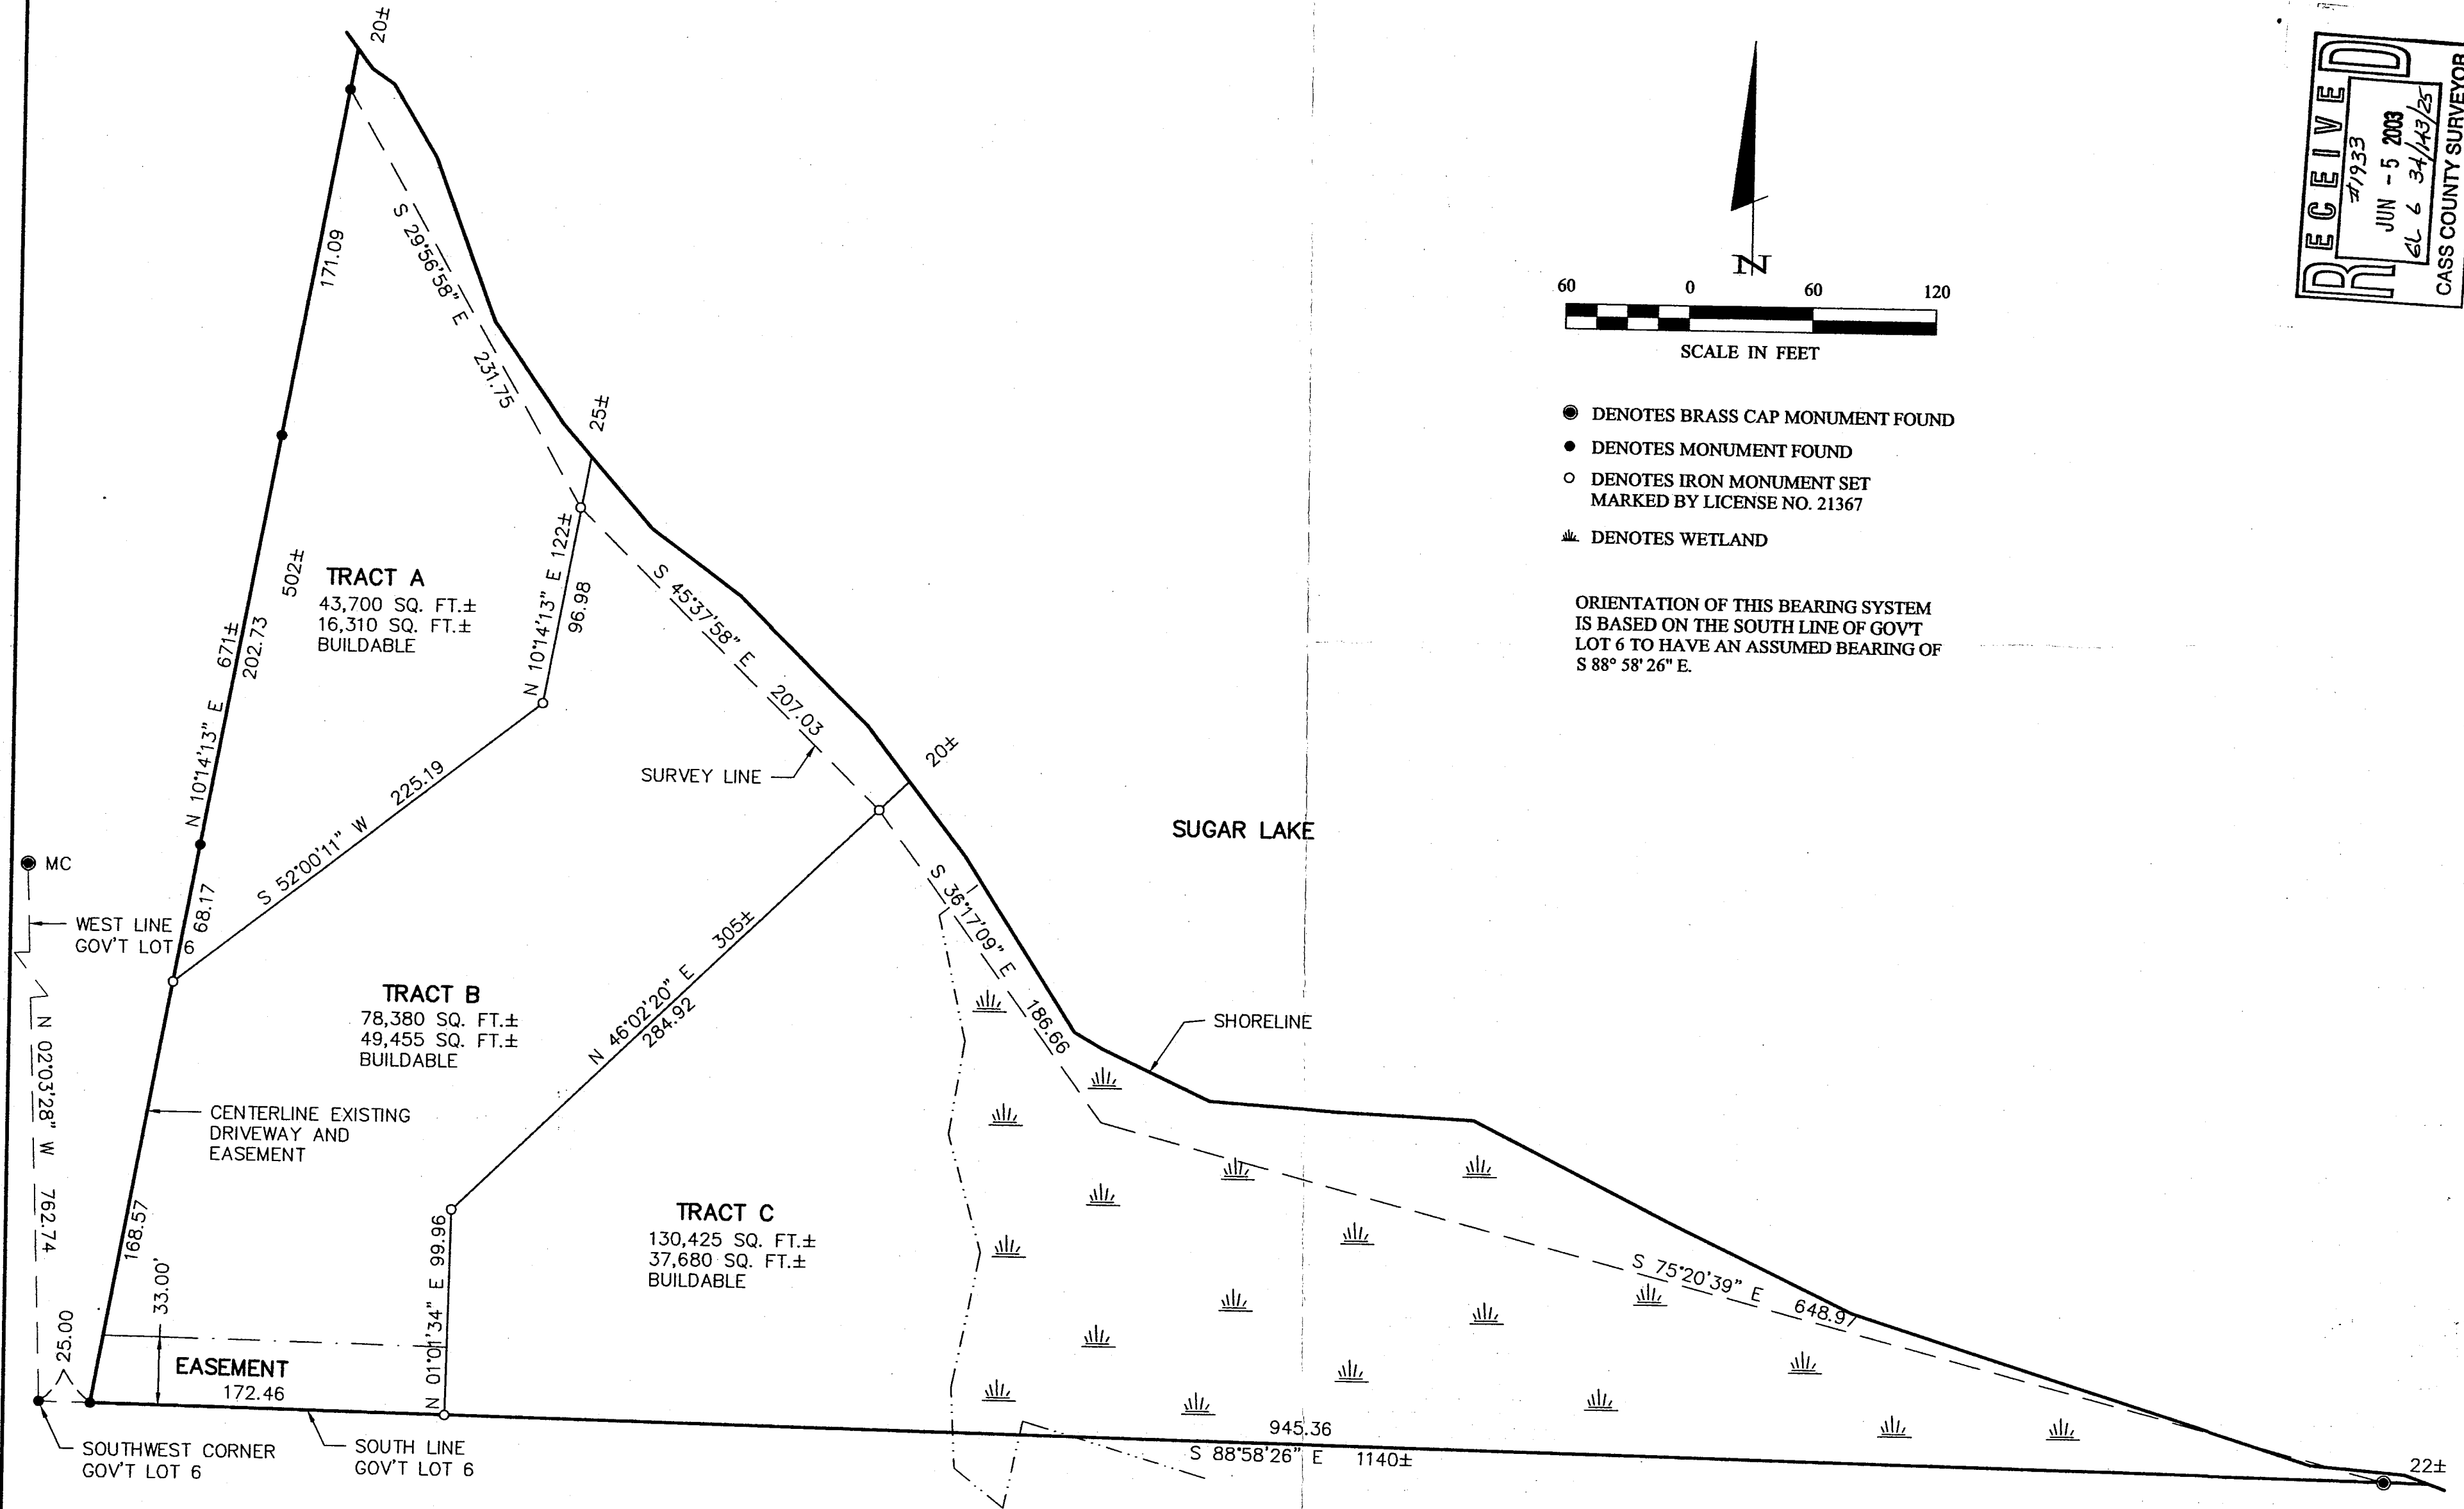 20±
171.09
S 29°56'58" E 231.75
25±
502±
TRACT A
43,700 SQ. FT.±
16,310 SQ. FT.±
BUILDABLE
N 10°14'13" E 122±
96.98
N 10°14'13" E 671±
202.73
S 45°37'58" E 207.03
SURVEY LINE
20±
S 52°00'11" W 225.19
68.17
MC
WEST LINE
GOV'T LOT 6
N 02°03'28" W 762.74
TRACT B
78,380 SQ. FT.±
49,455 SQ. FT.±
BUILDABLE
N 46°02'20" E 305±
284.92
S 36°17'09" E 186.66
SUGAR LAKE
SHORELINE
CENTERLINE EXISTING
DRIVEWAY AND
EASEMENT
168.57
33.00'
25.00
EASEMENT
172.46
N 01°01'34" E 99.96
TRACT C
130,425 SQ. FT.±
37,680 SQ. FT.±
BUILDABLE
S 75°20'39" E 648.97
945.36
S 88°58'26" E 1140±
22±
SOUTHWEST CORNER
GOV'T LOT 6
SOUTH LINE
GOV'T LOT 6
N
60 0 60 120
SCALE IN FEET
DENOTES BRASS CAP MONUMENT FOUND
DENOTES MONUMENT FOUND
DENOTES IRON MONUMENT SET
MARKED BY LICENSE NO. 21367
DENOTES WETLAND
ORIENTATION OF THIS BEARING SYSTEM
IS BASED ON THE SOUTH LINE OF GOV'T
LOT 6 TO HAVE AN ASSUMED BEARING OF
S 88° 58' 26" E.
RECEIVED
#1933
JUN - 5 2003
GL 6 34/143/25
CASS COUNTY SURVEYOR